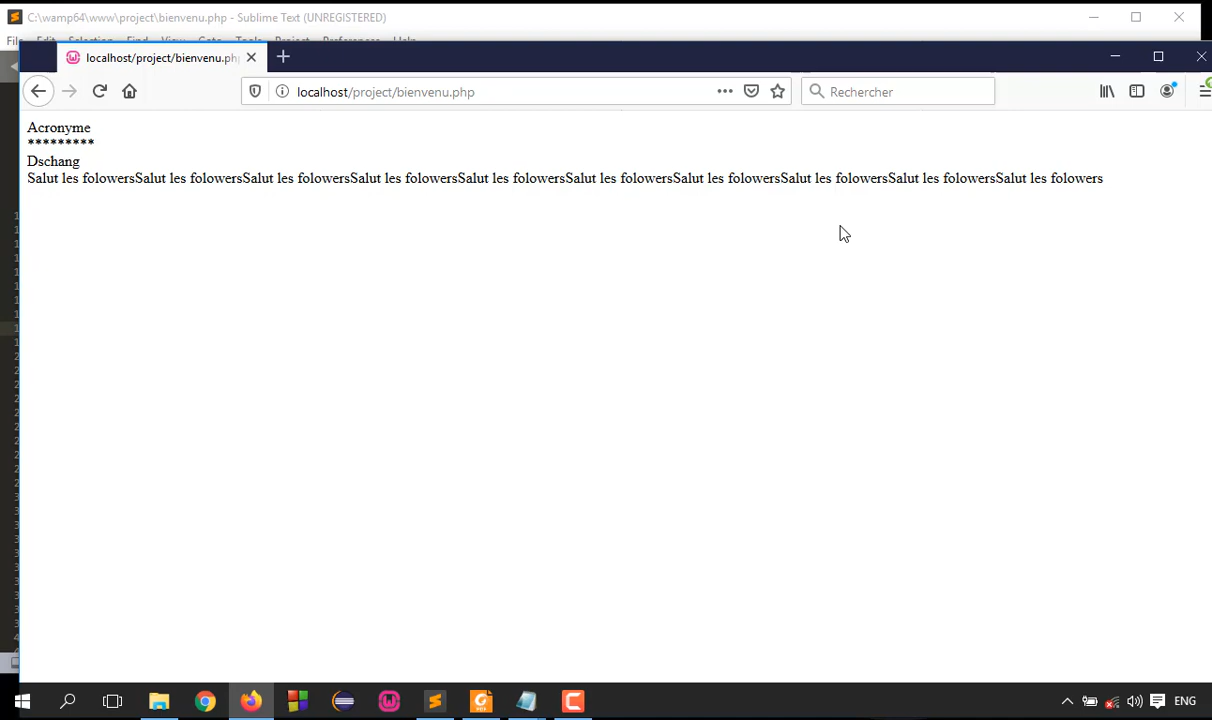 C:\wamp64\www\project\bienvenu.php - Sublime Text (UNREGISTERED)
localhost/project/bienvenu.ph
localhost/project/bienvenu.php
Rechercher
Acronyme
*********
Dschang
Salut les folowersSalut les folowersSalut les folowersSalut les folowersSalut les folowersSalut les folowersSalut les folowersSalut les folowersSalut les folowersSalut les folowers
ENG